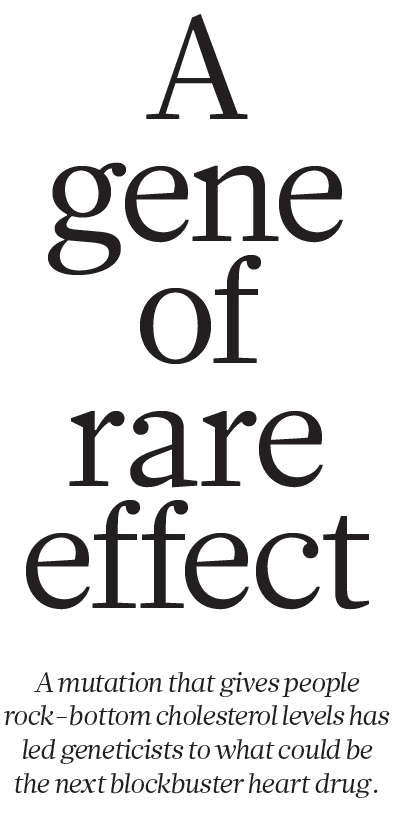 A
gene
of
rare
effect
A mutation that gives people
rock-bottom cholesterol levels has
led geneticists to what could be
the next blockbuster heart drug.